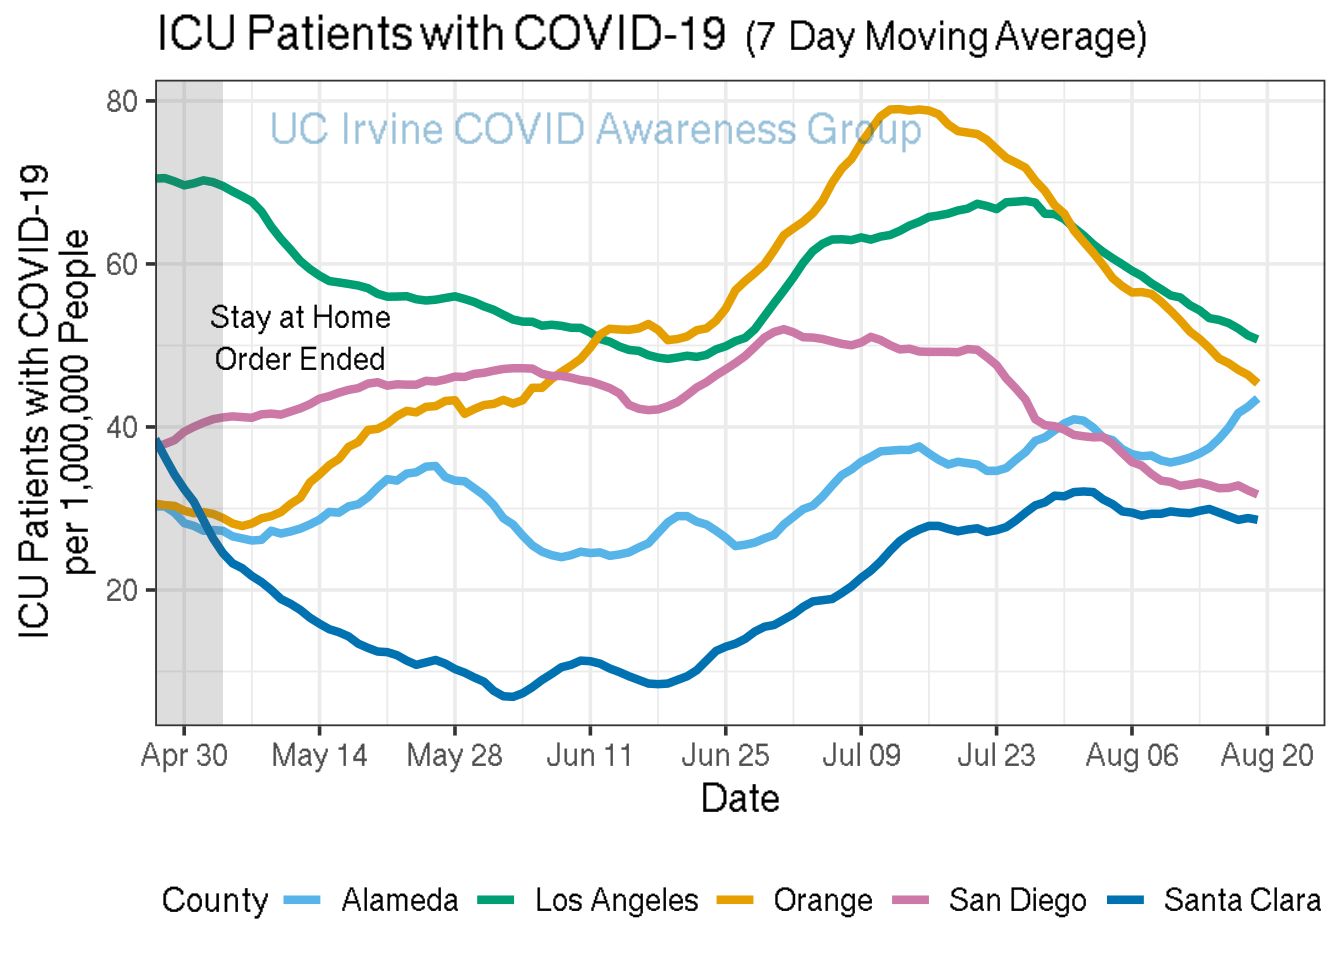 ICU Patients with COVID-19 (7 Day Moving Average)
UC Irvine COVID Awareness Group
80
60
40
20
ICU Patients with COVID-19
per 1,000,000 People
Stay at Home
Order Ended
Apr 30 May 14 May 28 Jun 11 Jun 25 Jul 09 Jul 23 Aug 06 Aug 20
Date
County Alameda Los Angeles Orange San Diego Santa Clara